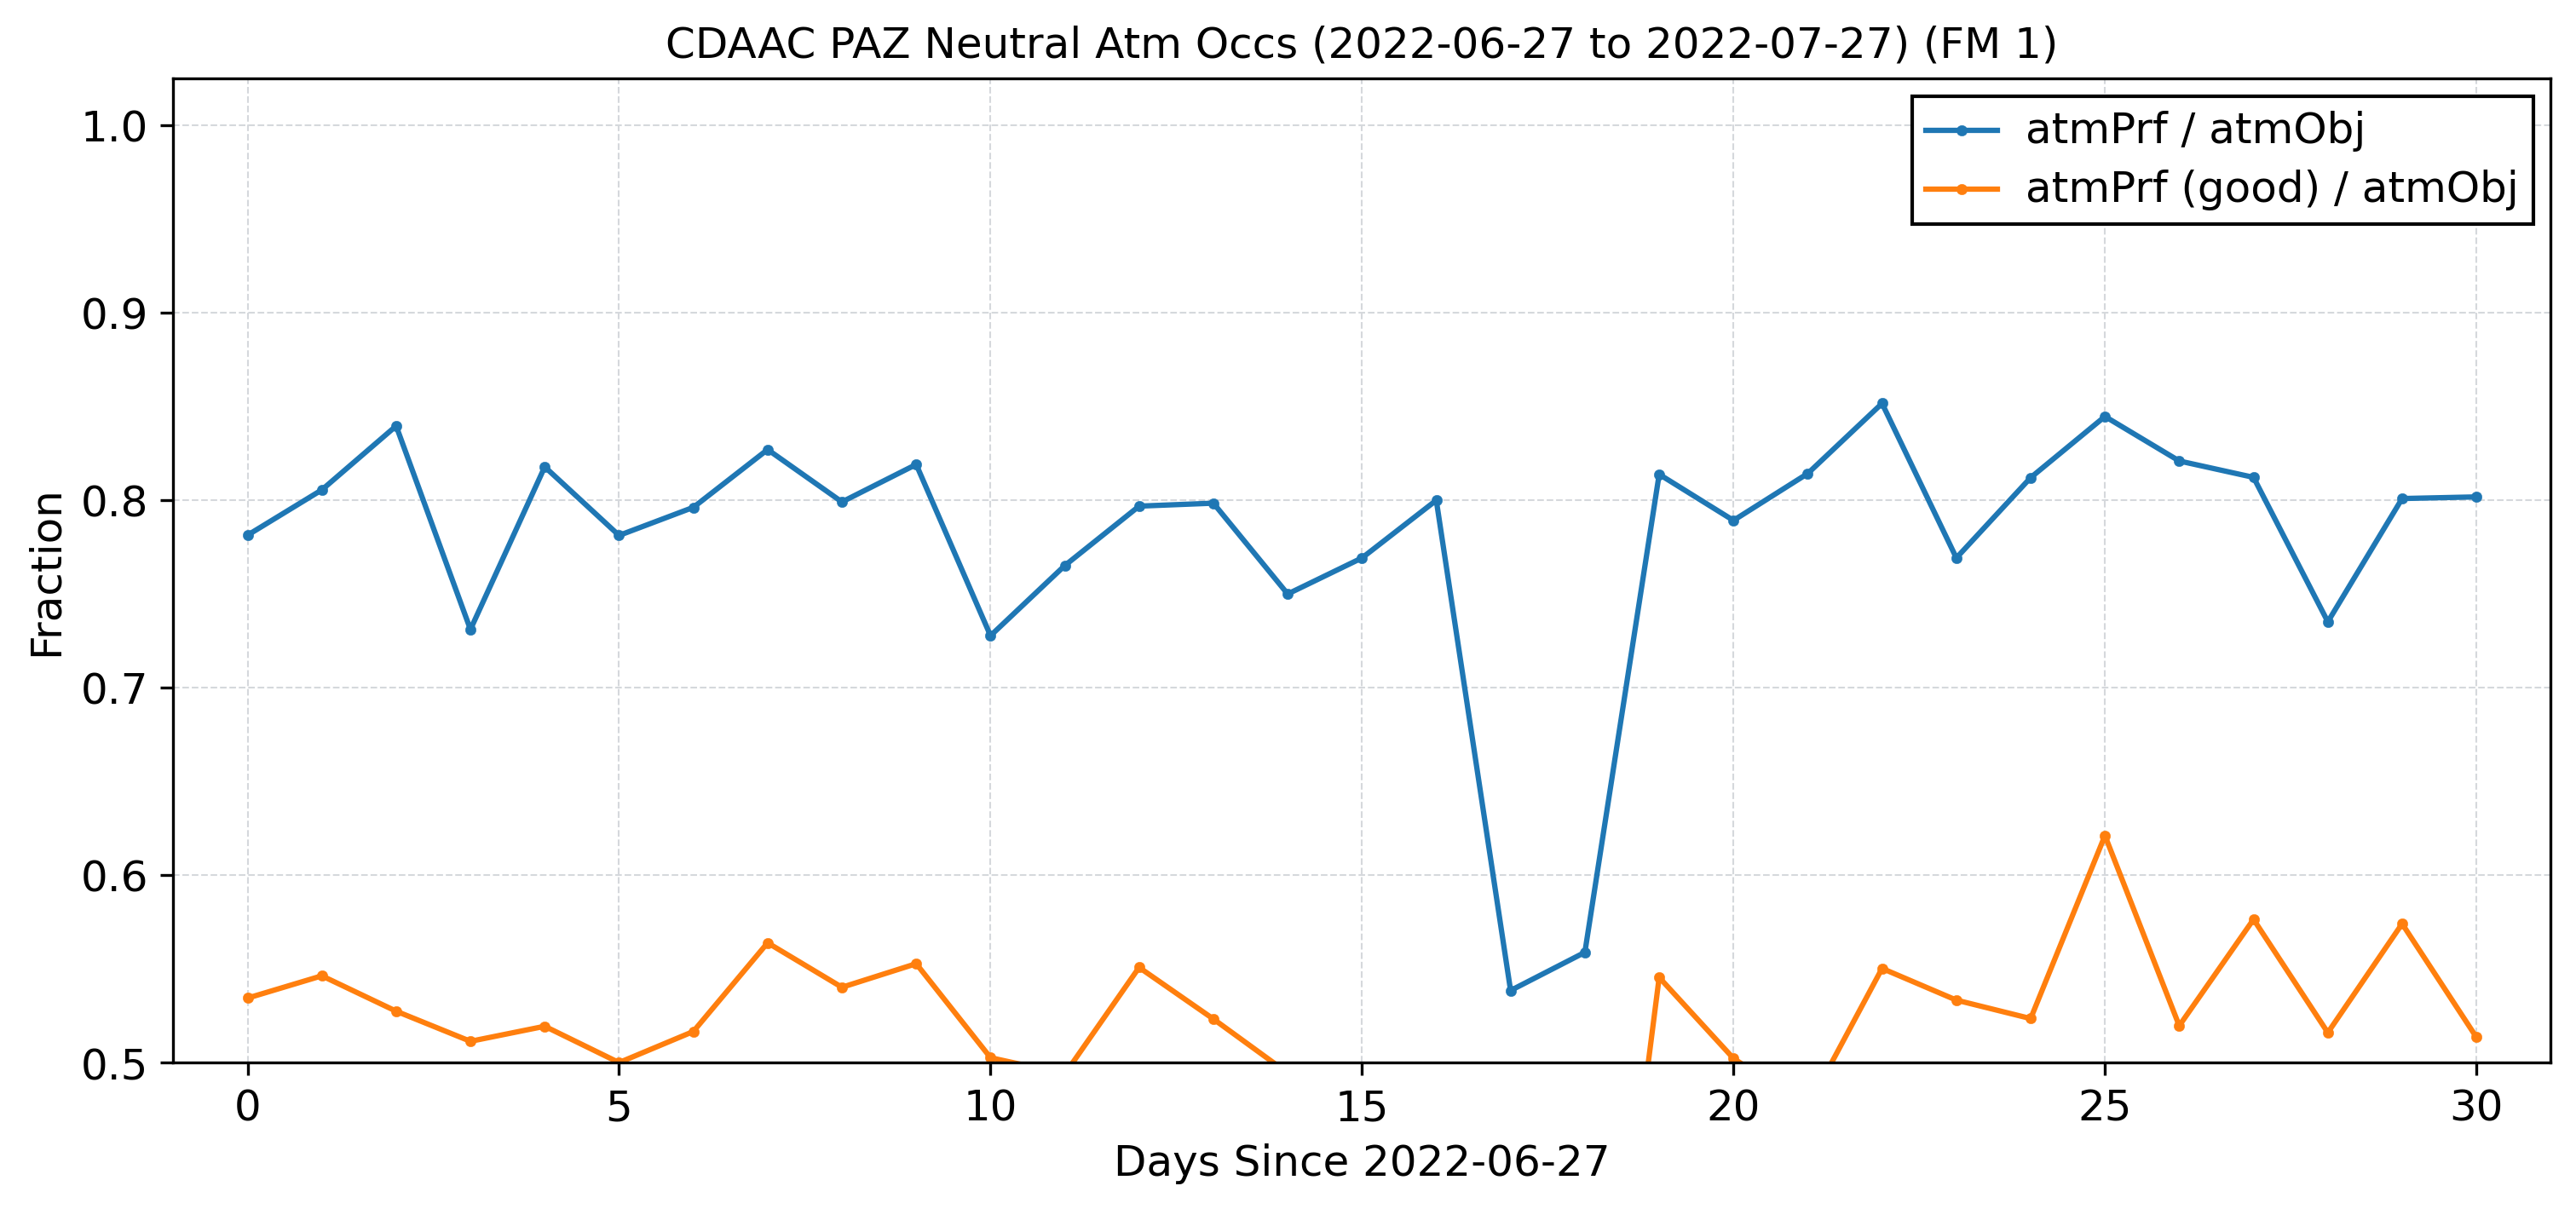 CDAAC PAZ Neutral Atm Occs (2022-06-27 to 2022-07-27) (FM 1)
atmPrf / atmObj
atmPrf (good) / atmObj
Fraction
1.0
0.9
0.8
0.7
0.6
0.5
0 5 10 15 20 25 30
Days Since 2022-06-27